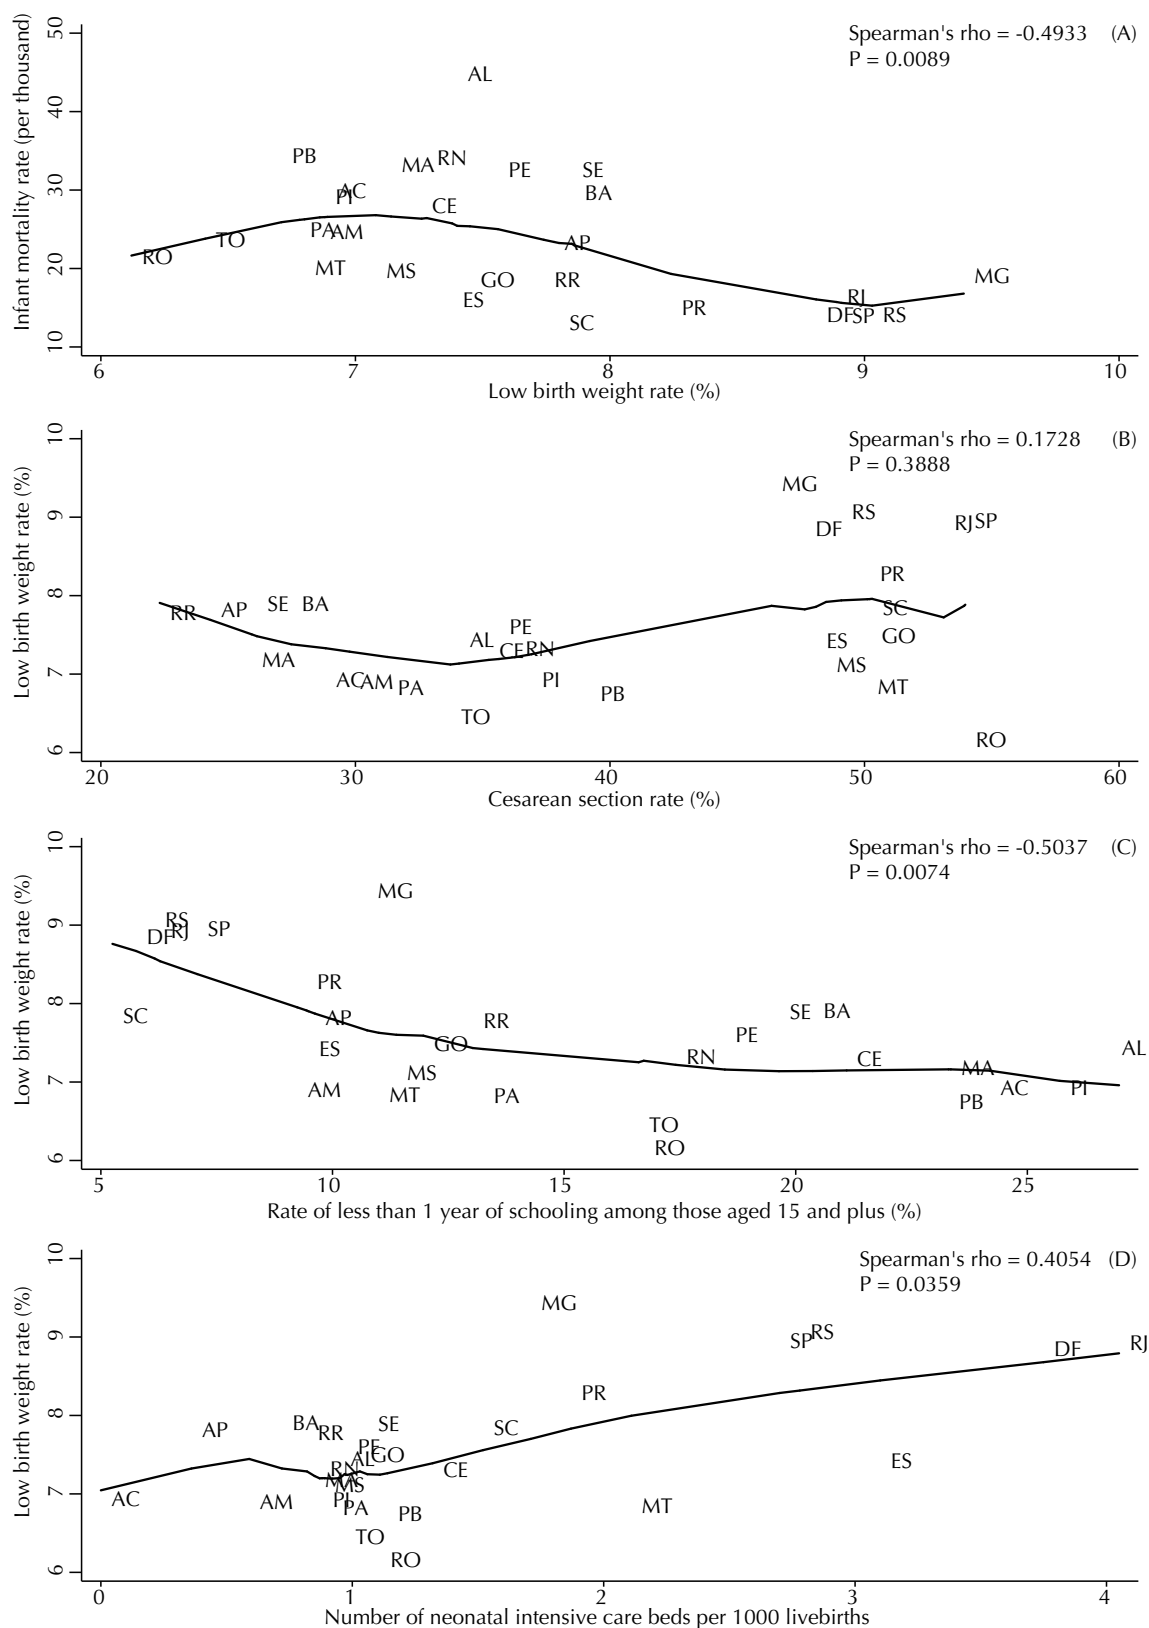 Spearman's rho = -0.4933 (A)
P = 0.0089
Infant mortality rate (per thousand)
50
40
30
20
10
AL
PB
MA
RN
PE
SE
BA
AC
PI
CE
TO
PA
AM
AP
RO
MT
MS
GO
RR
ES
SC
PR
RJ
DF
SP
RS
MG
6 7 8 9 10
Low birth weight rate (%)
Spearman's rho = 0.1728 (B)
P = 0.3888
Low birth weight rate (%)
10
9
8
7
6
MG
RS
DF
RJ
SP
PR
RR
AP
SE
BA
SC
PE
AL
CE
RN
GO
ES
MA
MS
AC
AM
PA
PI
PB
MT
TO
RO
20 30 40 50 60
Cesarean section rate (%)
Spearman's rho = -0.5037 (C)
P = 0.0074
Low birth weight rate (%)
10
9
8
7
6
MG
RS
DF
RJ
SP
PR
SC
AP
RR
SE
BA
PE
ES
GO
AL
RN
CE
MS
MA
AM
MT
PA
AC
PI
PB
TO
RO
5 10 15 20 25
Rate of less than 1 year of schooling among those aged 15 and plus (%)
Spearman's rho = 0.4054 (D)
P = 0.0359
Low birth weight rate (%)
10
9
8
7
6
MG
SP
RS
DF
RJ
PR
AP
BA
RR
SE
SC
PE
AL
GO
RN
CE
ES
MA
MS
AC
AM
PI
PA
PB
MT
TO
RO
0 1 2 3 4
Number of neonatal intensive care beds per 1000 livebirths